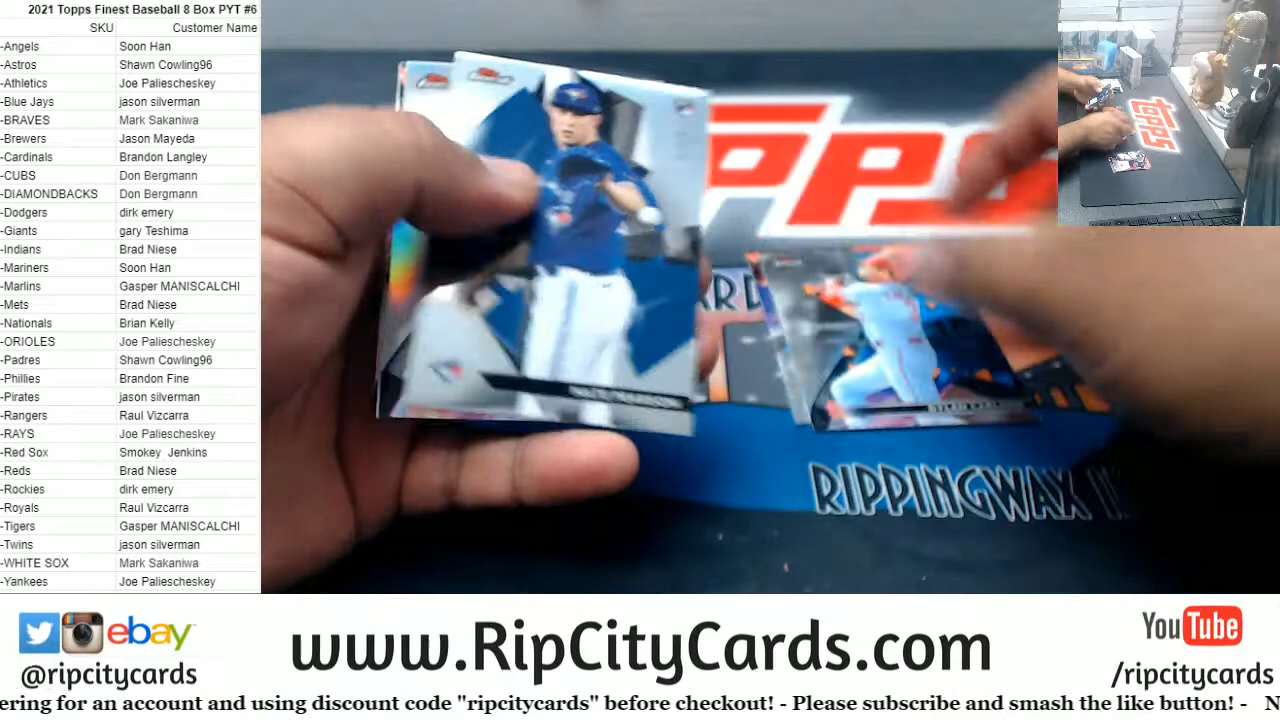 2021 Topps Finest Baseball 8 Box PYT #6
SKU Customer Name
-Angels Soon Han
-Astros Shawn Cowling96
-Athletics Joe Paliescheskey
-Blue Jays jason silverman
-BRAVES Mark Sakaniwa
-Brewers Jason Mayeda
-Cardinals Brandon Langley
-CUBS Don Bergmann
-DIAMONDBACKS Don Bergmann
-Dodgers dirk emery
-Giants gary Teshima
-Indians Brad Niese
-Mariners Soon Han
-Marlins Gasper MANISCALCHI
-Mets Brad Niese
-Nationals Brian Kelly
-ORIOLES Joe Paliescheskey
-Padres Shawn Cowling96
-Phillies Brandon Fine
-Pirates jason silverman
-Rangers Raul Vizcarra
-RAYS Joe Paliescheskey
-Red Sox Smokey Jenkins
-Reds Brad Niese
-Rockies dirk emery
-Royals Raul Vizcarra
-Tigers Gasper MANISCALCHI
-Twins jason silverman
-WHITE SOX Mark Sakaniwa
-Yankees Joe Paliescheskey
topps
RIPPINGWAX
ebay
@ripcitycards
www.RipCityCards.com
YouTube
/ripcitycards
ering for an account and using discount code "ripcitycards" before checkout! - Please subscribe and smash the like button! - N